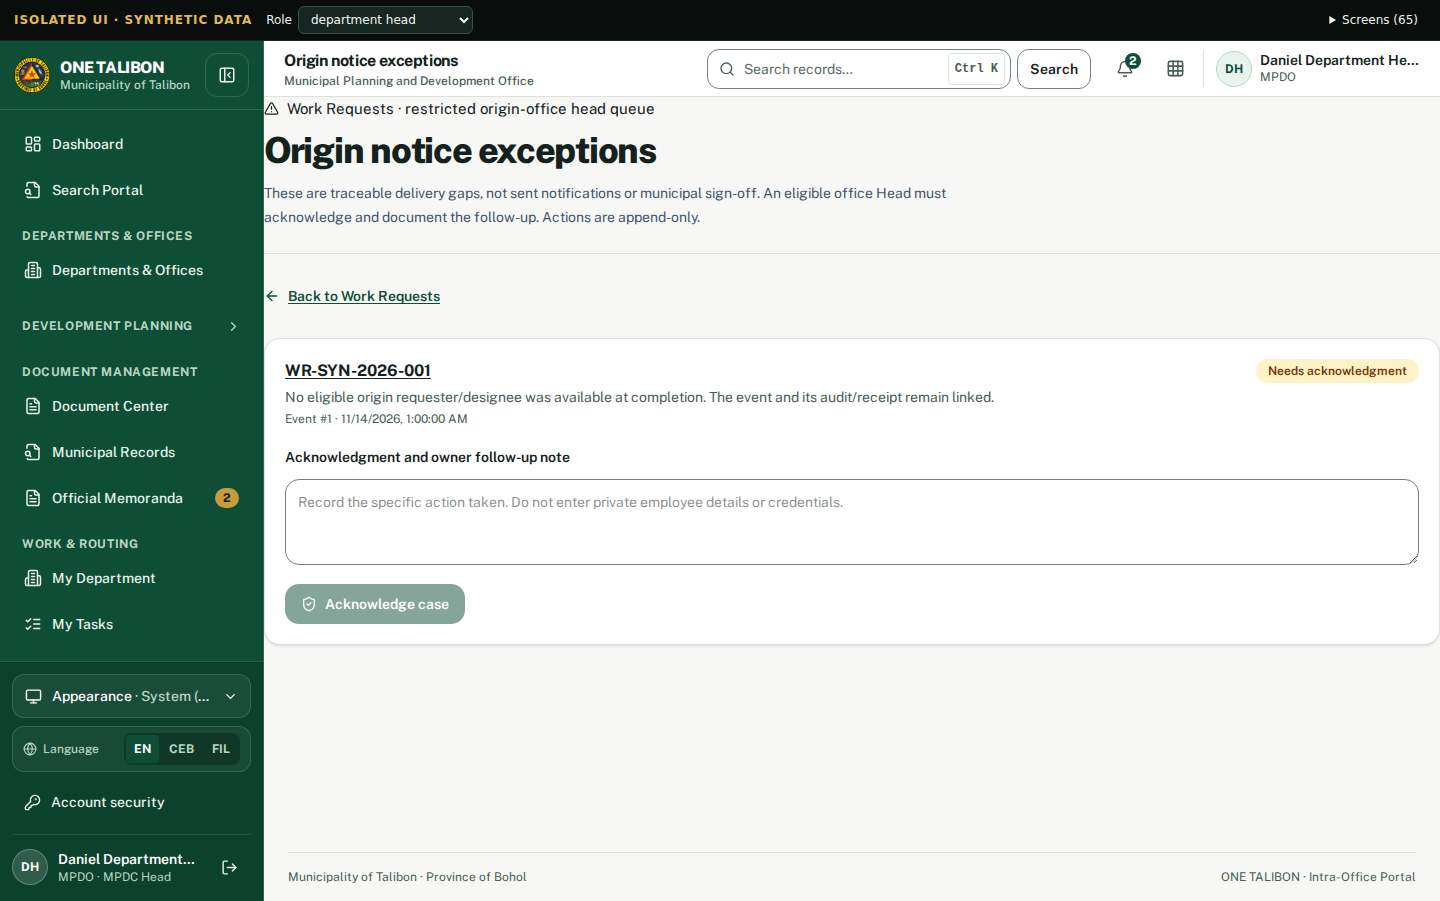 ISOLATED UI · SYNTHETIC DATA
Role
department head
▶ Screens (65)
ONE TALIBON
Municipality of Talibon
Origin notice exceptions
Municipal Planning and Development Office
Search records...
Ctrl K
Search
2
DH
Daniel Department He...
MPDO
Dashboard
Search Portal
DEPARTMENTS & OFFICES
Departments & Offices
DEVELOPMENT PLANNING
DOCUMENT MANAGEMENT
Document Center
Municipal Records
Official Memoranda
2
WORK & ROUTING
My Department
My Tasks
Appearance · System (...
Language
EN
CEB
FIL
Account security
DH
Daniel Department...
MPDO · MPDC Head
Work Requests · restricted origin-office head queue
Origin notice exceptions
These are traceable delivery gaps, not sent notifications or municipal sign-off. An eligible office Head must
acknowledge and document the follow-up. Actions are append-only.
Back to Work Requests
WR-SYN-2026-001
Needs acknowledgment
No eligible origin requester/designee was available at completion. The event and its audit/receipt remain linked.
Event #1 · 11/14/2026, 1:00:00 AM
Acknowledgment and owner follow-up note
Record the specific action taken. Do not enter private employee details or credentials.
Acknowledge case
Municipality of Talibon · Province of Bohol
ONE TALIBON · Intra-Office Portal